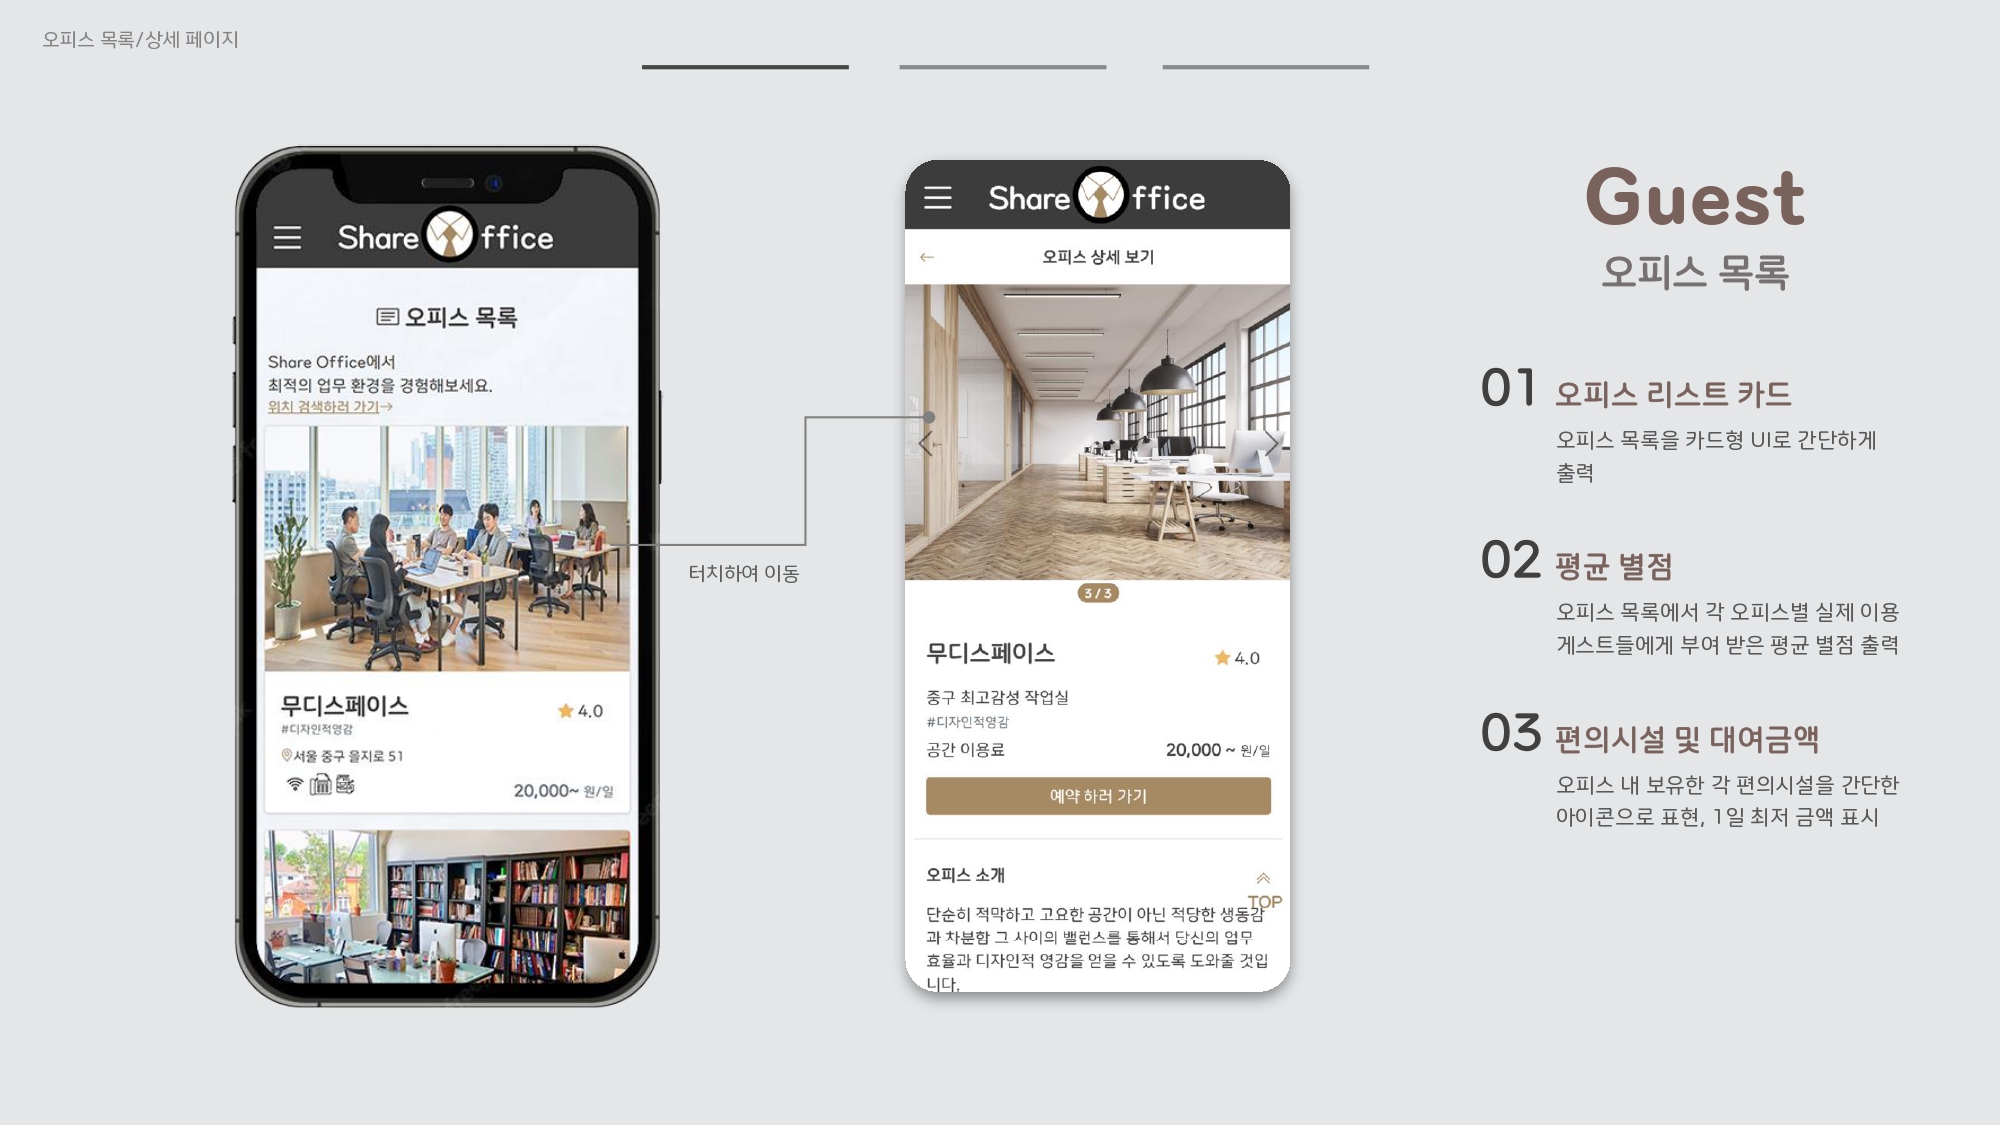 오피스 목록/상세 페이지
Share ffice
오피스 목록
Share Office에서
최적의 업무 환경을 경험해보세요.
위치 검색하러 가기→
무디스페이스
4.0
#디자인적영감
서울 중구 을지로 51
20,000~ 원/일
터치하여 이동
Share ffice
← 오피스 상세 보기
3 / 3
무디스페이스
4.0
중구 최고감성 작업실
#디자인적영감
공간 이용료 20,000 ~ 원/일
예약 하러 가기
오피스 소개
TOP
단순히 적막하고 고요한 공간이 아닌 적당한 생동감
과 차분함 그 사이의 밸런스를 통해서 당신의 업무
효율과 디자인적 영감을 얻을 수 있도록 도와줄 것입
니다.
Guest
오피스 목록
01 오피스 리스트 카드
오피스 목록을 카드형 UI로 간단하게
출력
02 평균 별점
오피스 목록에서 각 오피스별 실제 이용
게스트들에게 부여 받은 평균 별점 출력
03 편의시설 및 대여금액
오피스 내 보유한 각 편의시설을 간단한
아이콘으로 표현, 1일 최저 금액 표시